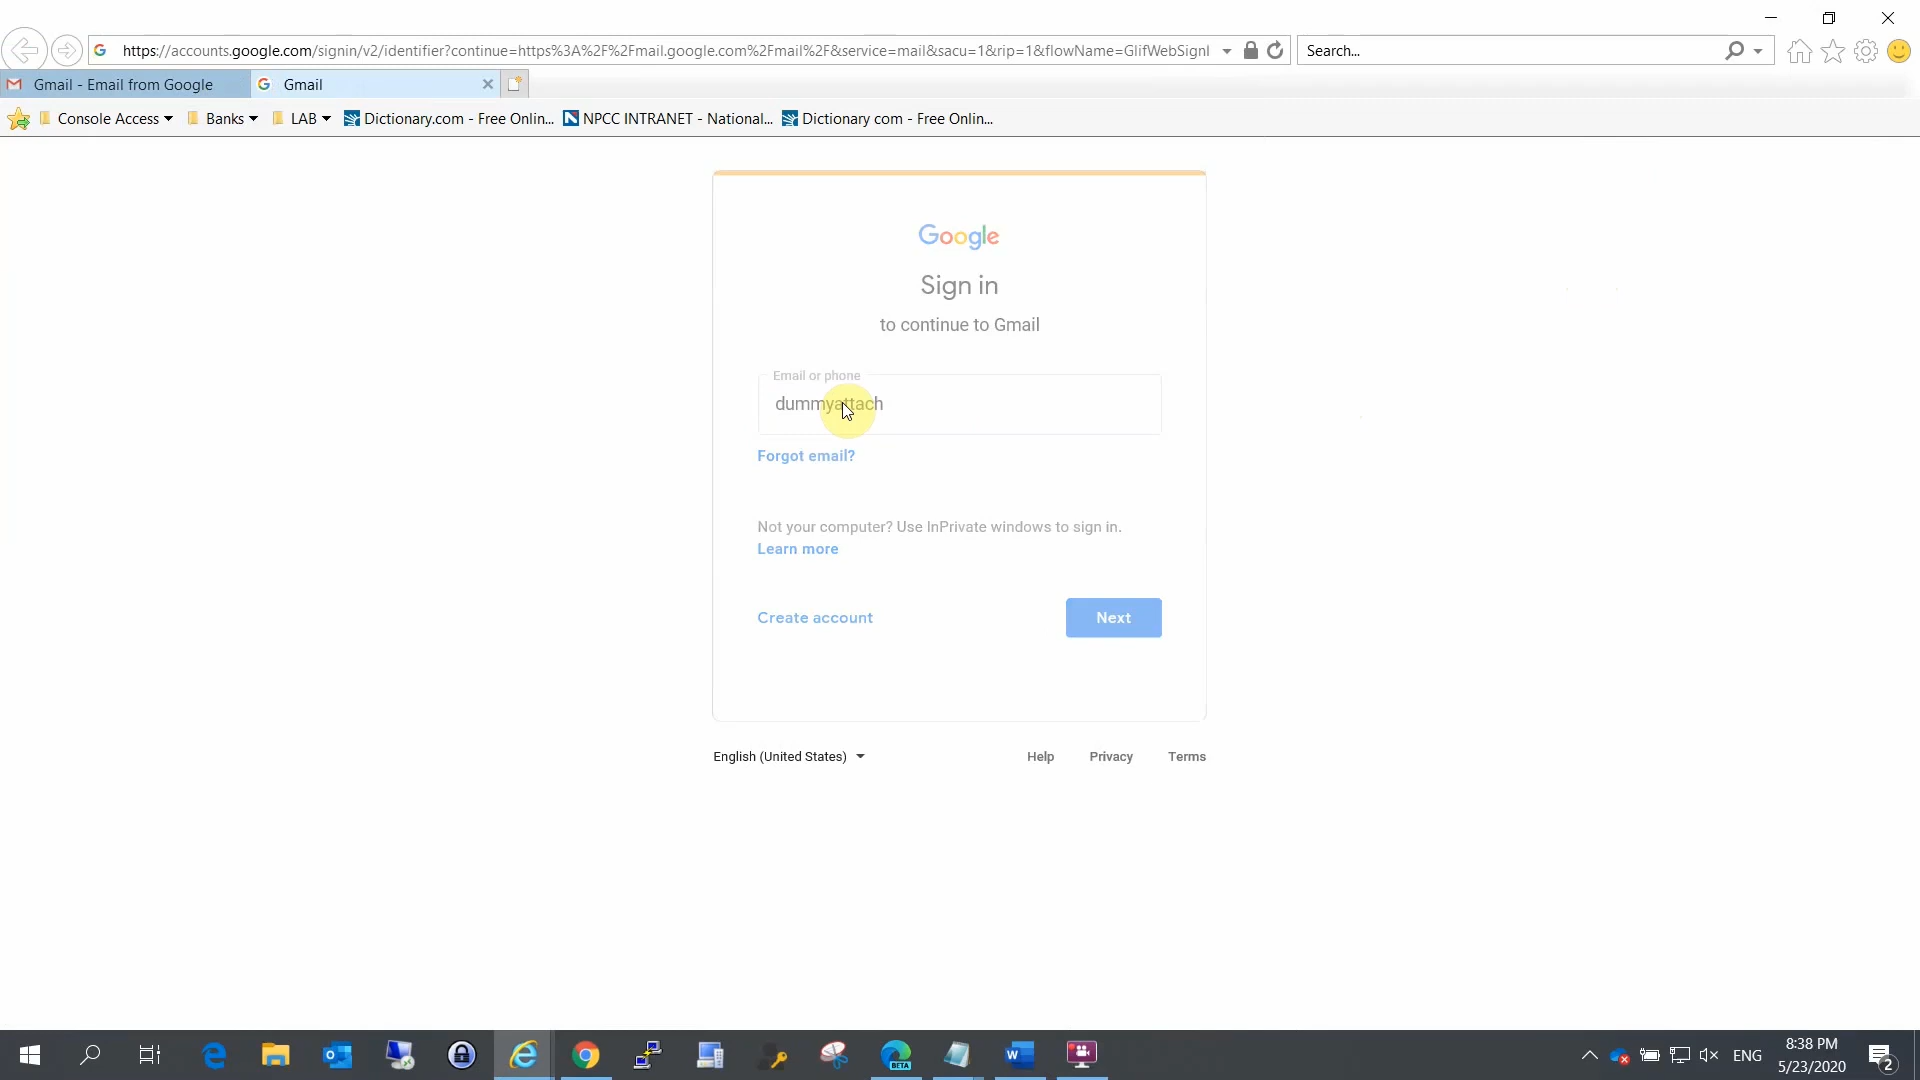 https://accounts.google.com/signin/v2/identifier?continue=https%3A%2F%2Fmail.google.com%2Fmail%2F&service=mail&sacu=1&rip=1&flowName=GlifWebSignI
Search...
Gmail - Email from Google
Gmail
Console Access
Banks
LAB
Dictionary.com - Free Onlin...
NPCC INTRANET - National...
Dictionary com - Free Onlin...
Google
Sign in
to continue to Gmail
Email or phone
dummyattach
Forgot email?
Not your computer? Use InPrivate windows to sign in.
Learn more
Create account
Next
English (United States)
Help
Privacy
Terms
BETA
ENG
8:38 PM
5/23/2020
2